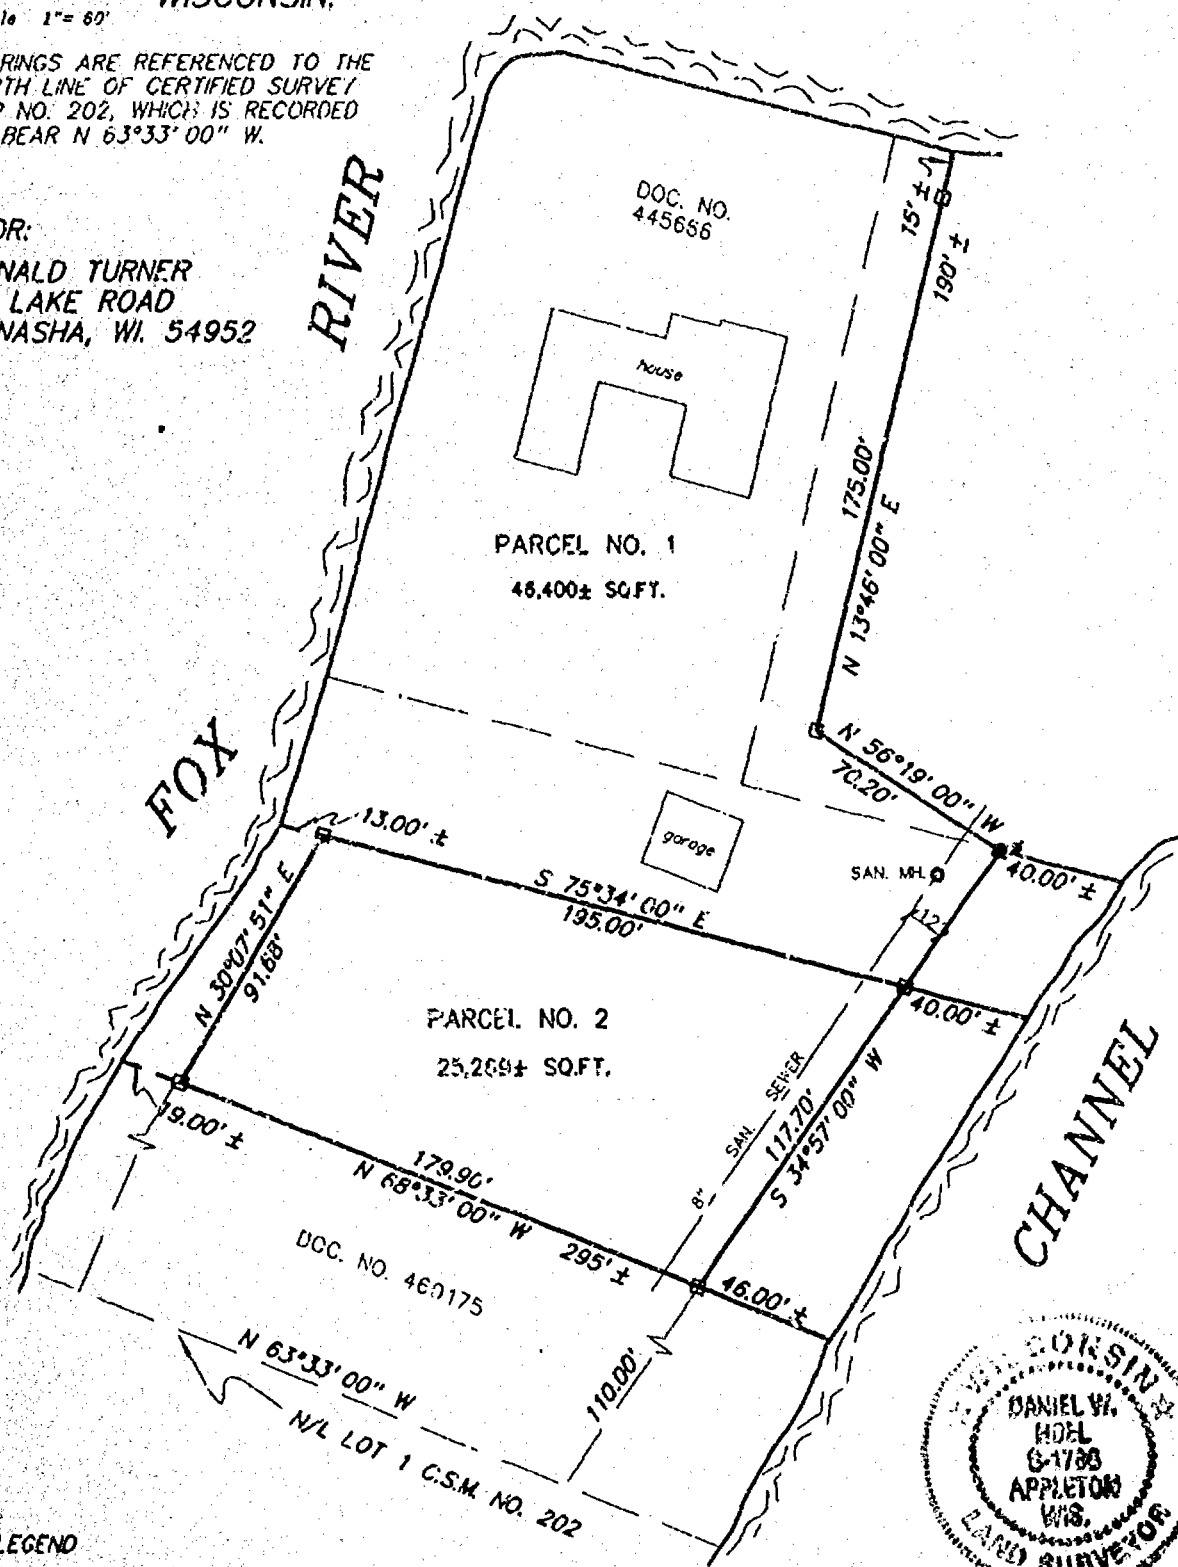 WISCONSIN.
1"= 60'
RINGS ARE REFERENCED TO THE
TH LINE OF CERTIFIED SURVEY
NO. 202, WHICH IS RECORDED
BEAR N 63°33'00" W.
OR:
NALD TURNER
LAKE ROAD
NASHA, WI. 54952
RIVER
FOX
DOC. NO.
445656
15' ±
190' ±
house
175.00'
N 13°46'00" E
PARCEL NO. 1
46,400± SQ.FT.
N 56°19'00" W
70.20'
13.00' ±
garage
SAN. MH.
40.00' ±
12'
S 75°34'00" E
195.00'
N 30°07'51" E
91.68'
40.00' ±
PARCEL NO. 2
25,269± SQ.FT.
8" SAN. SEWER
117.70'
S 34°57'00" W
CHANNEL
19.00' ±
179.90'
N 68°33'00" W
295' ±
46.00' ±
DOC. NO. 460175
110.00'
N 63°33'00" W
N/L LOT 1 C.S.M. NO. 202
WISCONSIN
DANIEL W.
HOEL
APPLETON
WIS.
LAND SURVEYOR
LEGEND